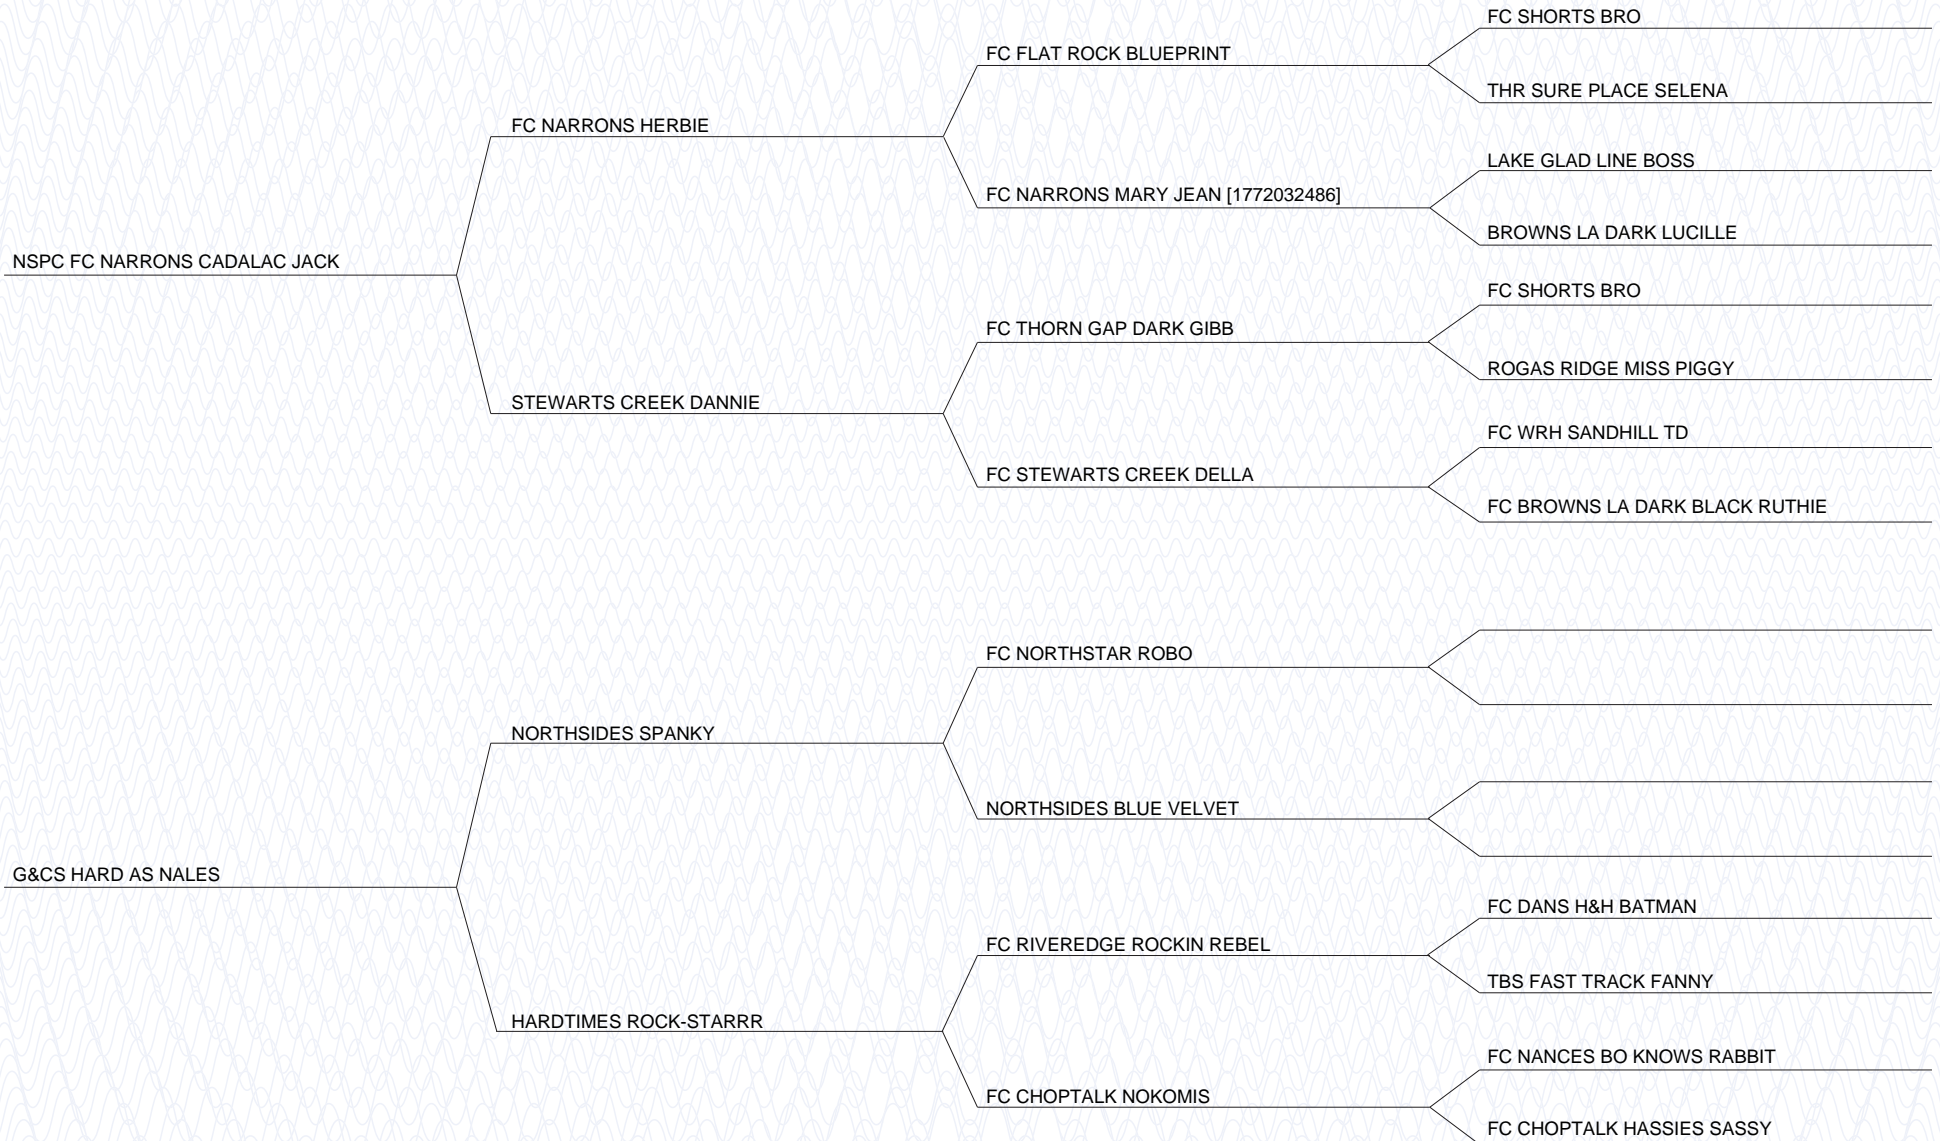 FC SHORTS BRO
FC FLAT ROCK BLUEPRINT
THR SURE PLACE SELENA
FC NARRONS HERBIE
LAKE GLAD LINE BOSS
FC NARRONS MARY JEAN [1772032486]
BROWNS LA DARK LUCILLE
NSPC FC NARRONS CADALAC JACK
FC SHORTS BRO
FC THORN GAP DARK GIBB
ROGAS RIDGE MISS PIGGY
STEWARTS CREEK DANNIE
FC WRH SANDHILL TD
FC STEWARTS CREEK DELLA
FC BROWNS LA DARK BLACK RUTHIE
FC NORTHSTAR ROBO
NORTHSIDES SPANKY
NORTHSIDES BLUE VELVET
G&CS HARD AS NALES
FC DANS H&H BATMAN
FC RIVEREDGE ROCKIN REBEL
TBS FAST TRACK FANNY
HARDTIMES ROCK-STARRR
FC NANCES BO KNOWS RABBIT
FC CHOPTALK NOKOMIS
FC CHOPTALK HASSIES SASSY